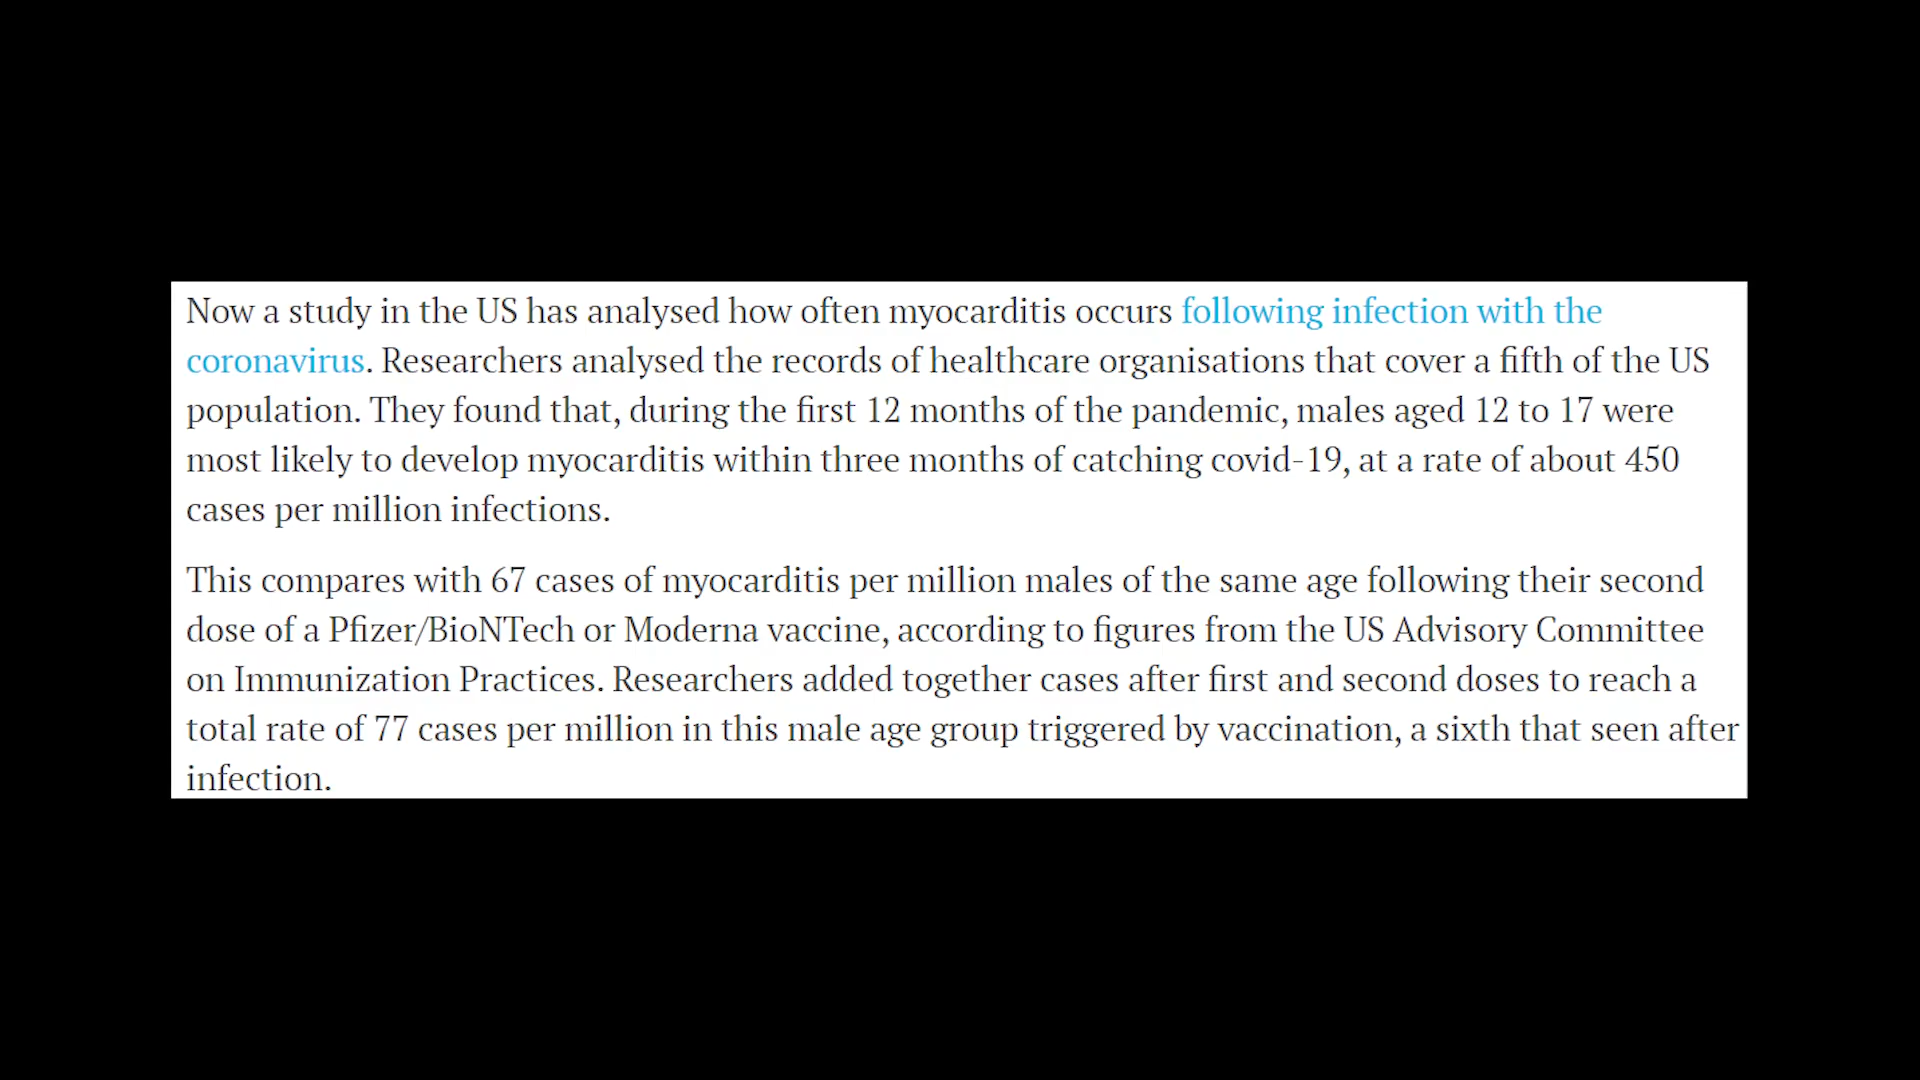 Now a study in the US has analysed how often myocarditis occurs following infection with the
coronavirus. Researchers analysed the records of healthcare organisations that cover a fifth of the US
population. They found that, during the first 12 months of the pandemic, males aged 12 to 17 were
most likely to develop myocarditis within three months of catching covid-19, at a rate of about 450
cases per million infections.
This compares with 67 cases of myocarditis per million males of the same age following their second
dose of a Pfizer/BioNTech or Moderna vaccine, according to figures from the US Advisory Committee
on Immunization Practices. Researchers added together cases after first and second doses to reach a
total rate of 77 cases per million in this male age group triggered by vaccination, a sixth that seen after
infection.